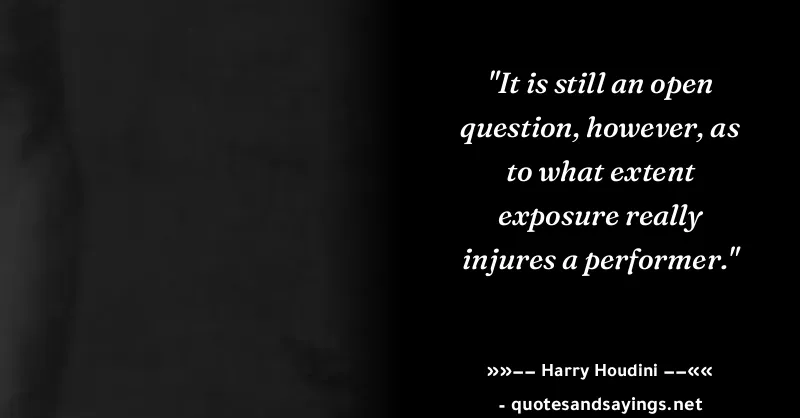 "It is still an open
question, however, as
to what extent
exposure really
injures a performer."
»»–– Harry Houdini ––««
- quotesandsayings.net